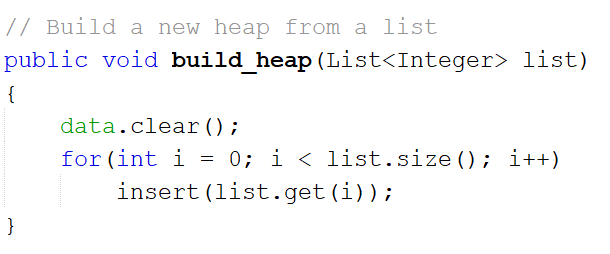 // Build a new heap from a list
public void build_heap(List<Integer> list)
{
    data.clear();
    for(int i = 0; i < list.size(); i++)
        insert(list.get(i));
}